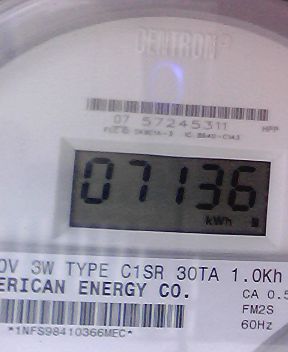 CENTRON®
07 57245311 HPP
07136
kWh
0V 3W TYPE C1SR 30TA 1.0Kh
ERICAN ENERGY CO. CA 0.5
FM2S
60Hz
*1NFS98410366MEC*